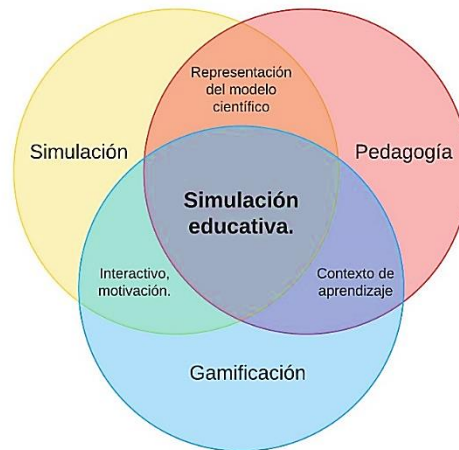 Representación
del modelo
científico
Simulación
Pedagogía
Simulación
educativa.
Interactivo,
motivación.
Contexto de
aprendizaje
Gamificación